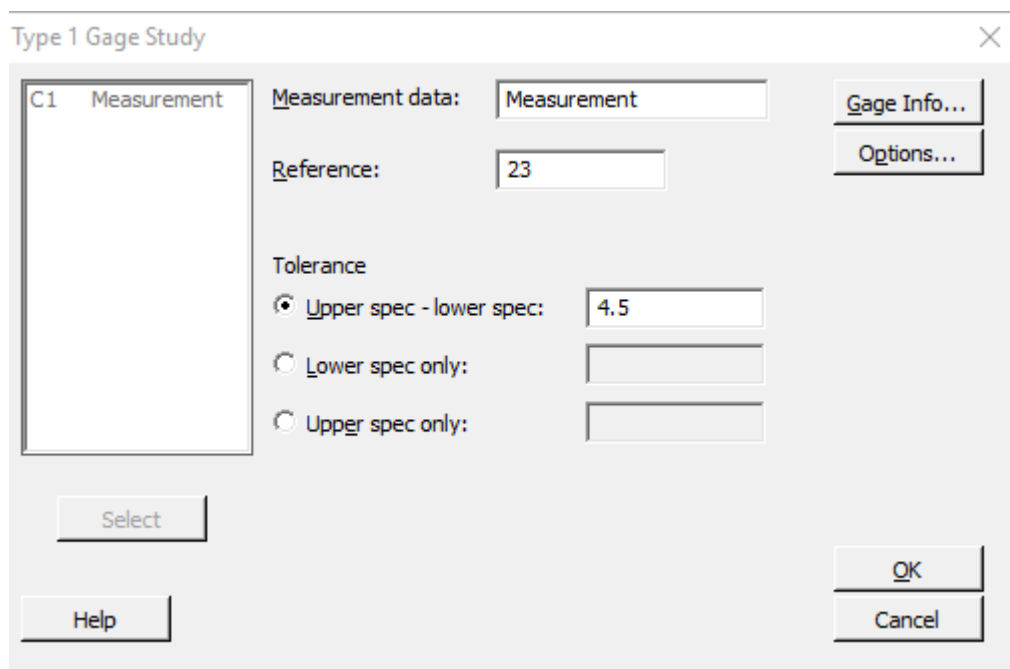 Type 1 Gage Study
C1 Measurement
Measurement data: Measurement
Gage Info...
Options...
Reference: 23
Tolerance
Upper spec - lower spec: 4.5
Lower spec only:
Upper spec only:
Select
OK
Help
Cancel